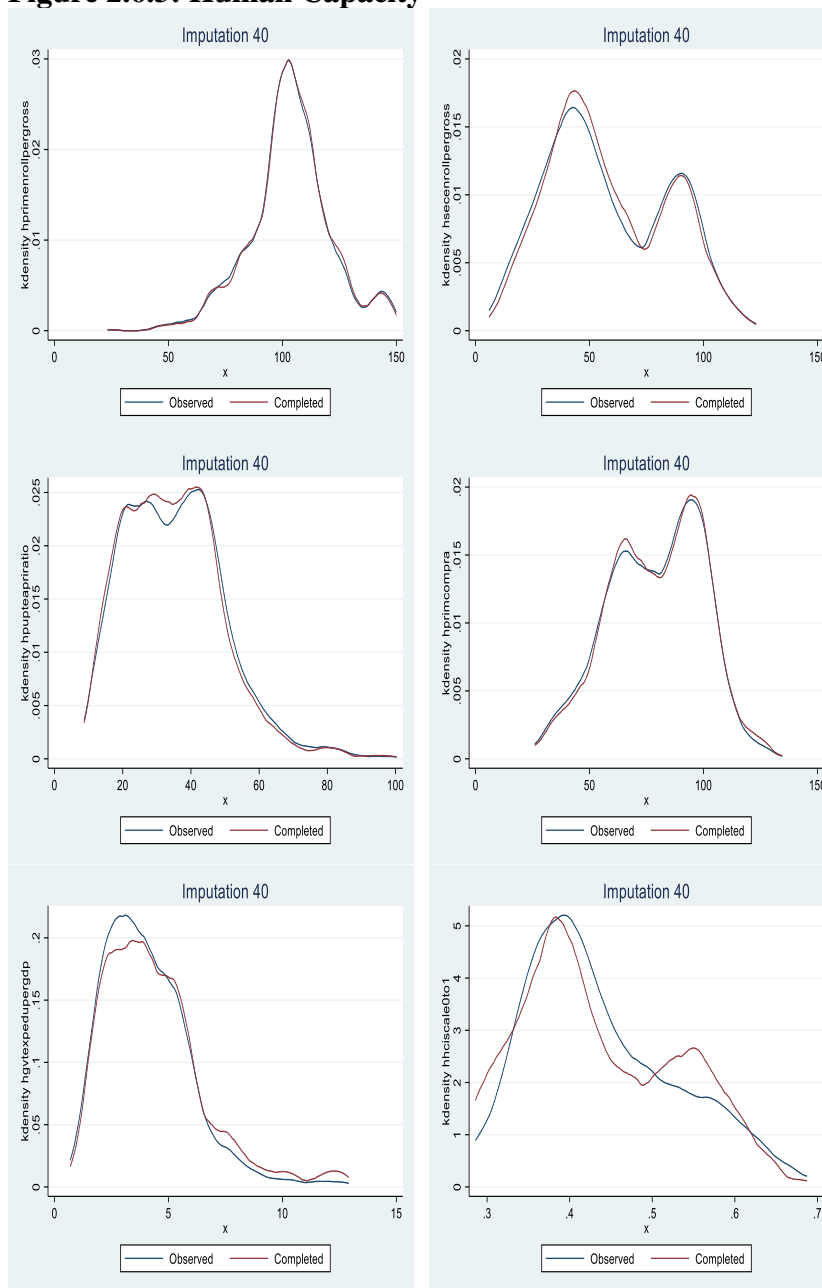 Figure 2.6.5: Human Capacity
Imputation 40
kdensity hprimenrollpergross
0 .01 .02 .03
0 50 100 150
x
Observed Completed
Imputation 40
kdensity hsecenrollpergross
0 .005 .01 .015 .02
0 50 100 150
x
Observed Completed
Imputation 40
kdensity hpupteapriratio
0 .005 .01 .015 .02 .025
0 20 40 60 80 100
x
Observed Completed
Imputation 40
kdensity hprimcompra
0 .005 .01 .015 .02
0 50 100 150
x
Observed Completed
Imputation 40
kdensity hgvtexpedupergdp
0 .05 .1 .15 .2
0 5 10 15
x
Observed Completed
Imputation 40
kdensity hhciscale0to1
0 1 2 3 4 5
.3 .4 .5 .6 .7
x
Observed Completed